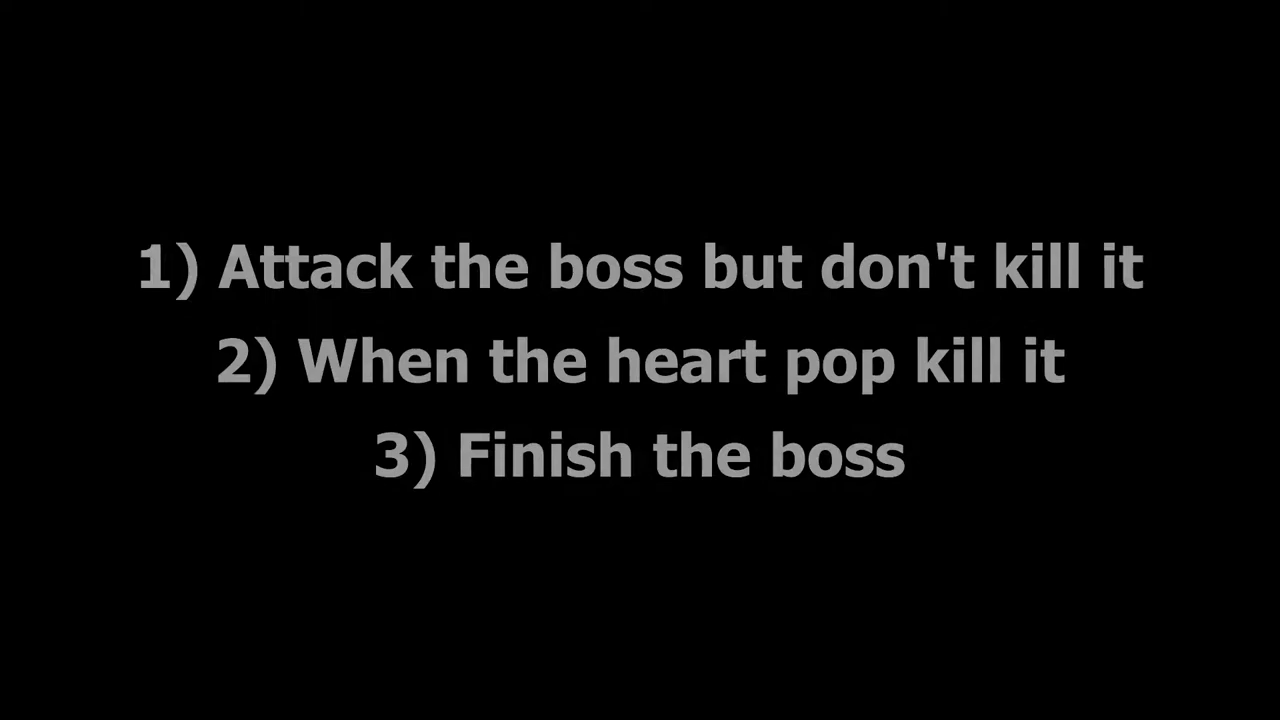 1) Attack the boss but don't kill it
2) When the heart pop kill it
3) Finish the boss